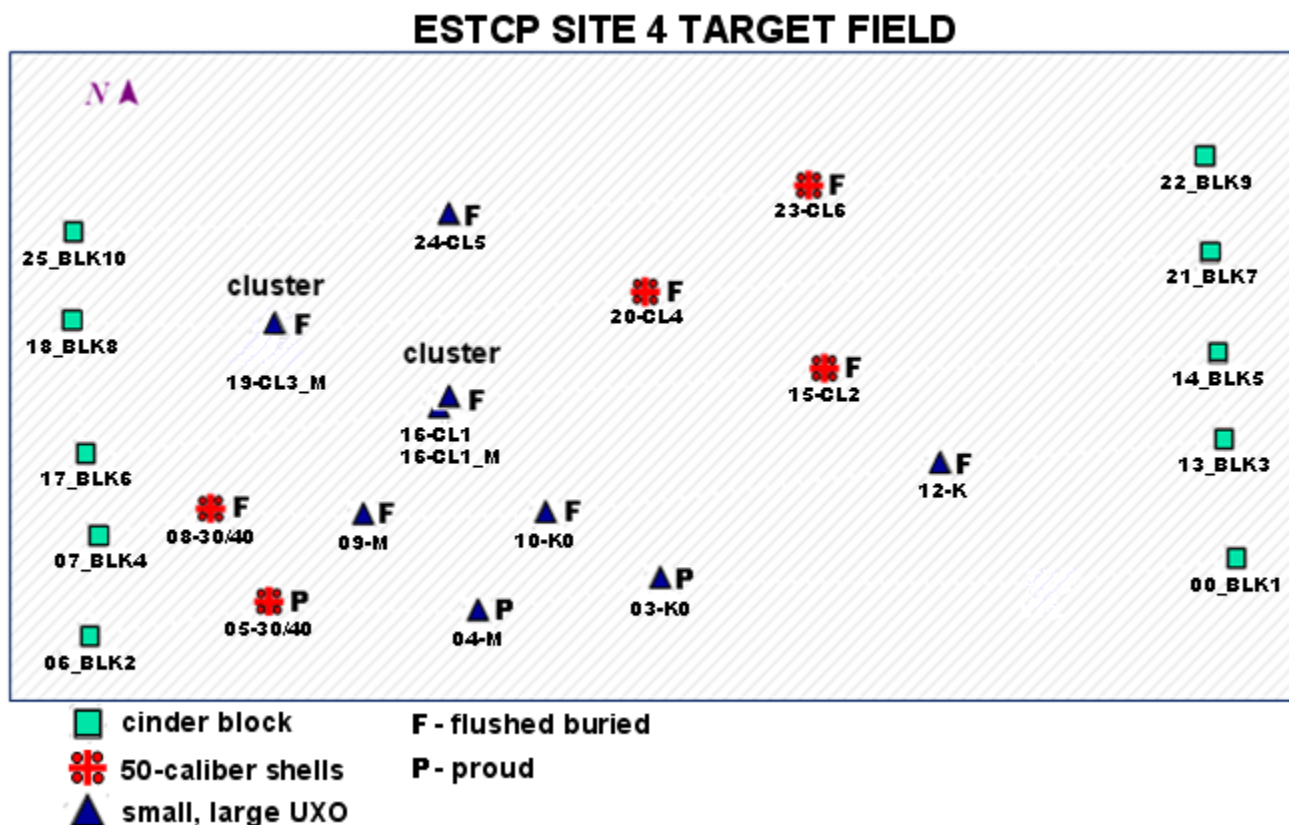 ESTCP SITE 4 TARGET FIELD
N
22_BLK9
F
23-CL6
F
24-CL5
25_BLK10
21_BLK7
cluster
F
20-CL4
F
18_BLK8
19-CL3_M
cluster
F
16-CL1
16-CL1_M
F
15-CL2
14_BLK5
13_BLK3
17_BLK6
F
12-K
F
08-30/40
F
09-M
F
10-K0
07_BLK4
00_BLK1
P
03-K0
P
05-30/40
P
04-M
06_BLK2
cinder block
F - flushed buried
50-caliber shells
P - proud
small, large UXO